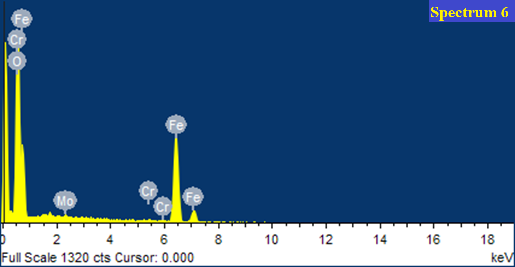 Spectrum 6
Fe
Cr
O
Fe
Mo
Cr
Cr
Fe
0 2 4 6 8 10 12 14 16 18
Full Scale 1320 cts Cursor: 0.000 keV